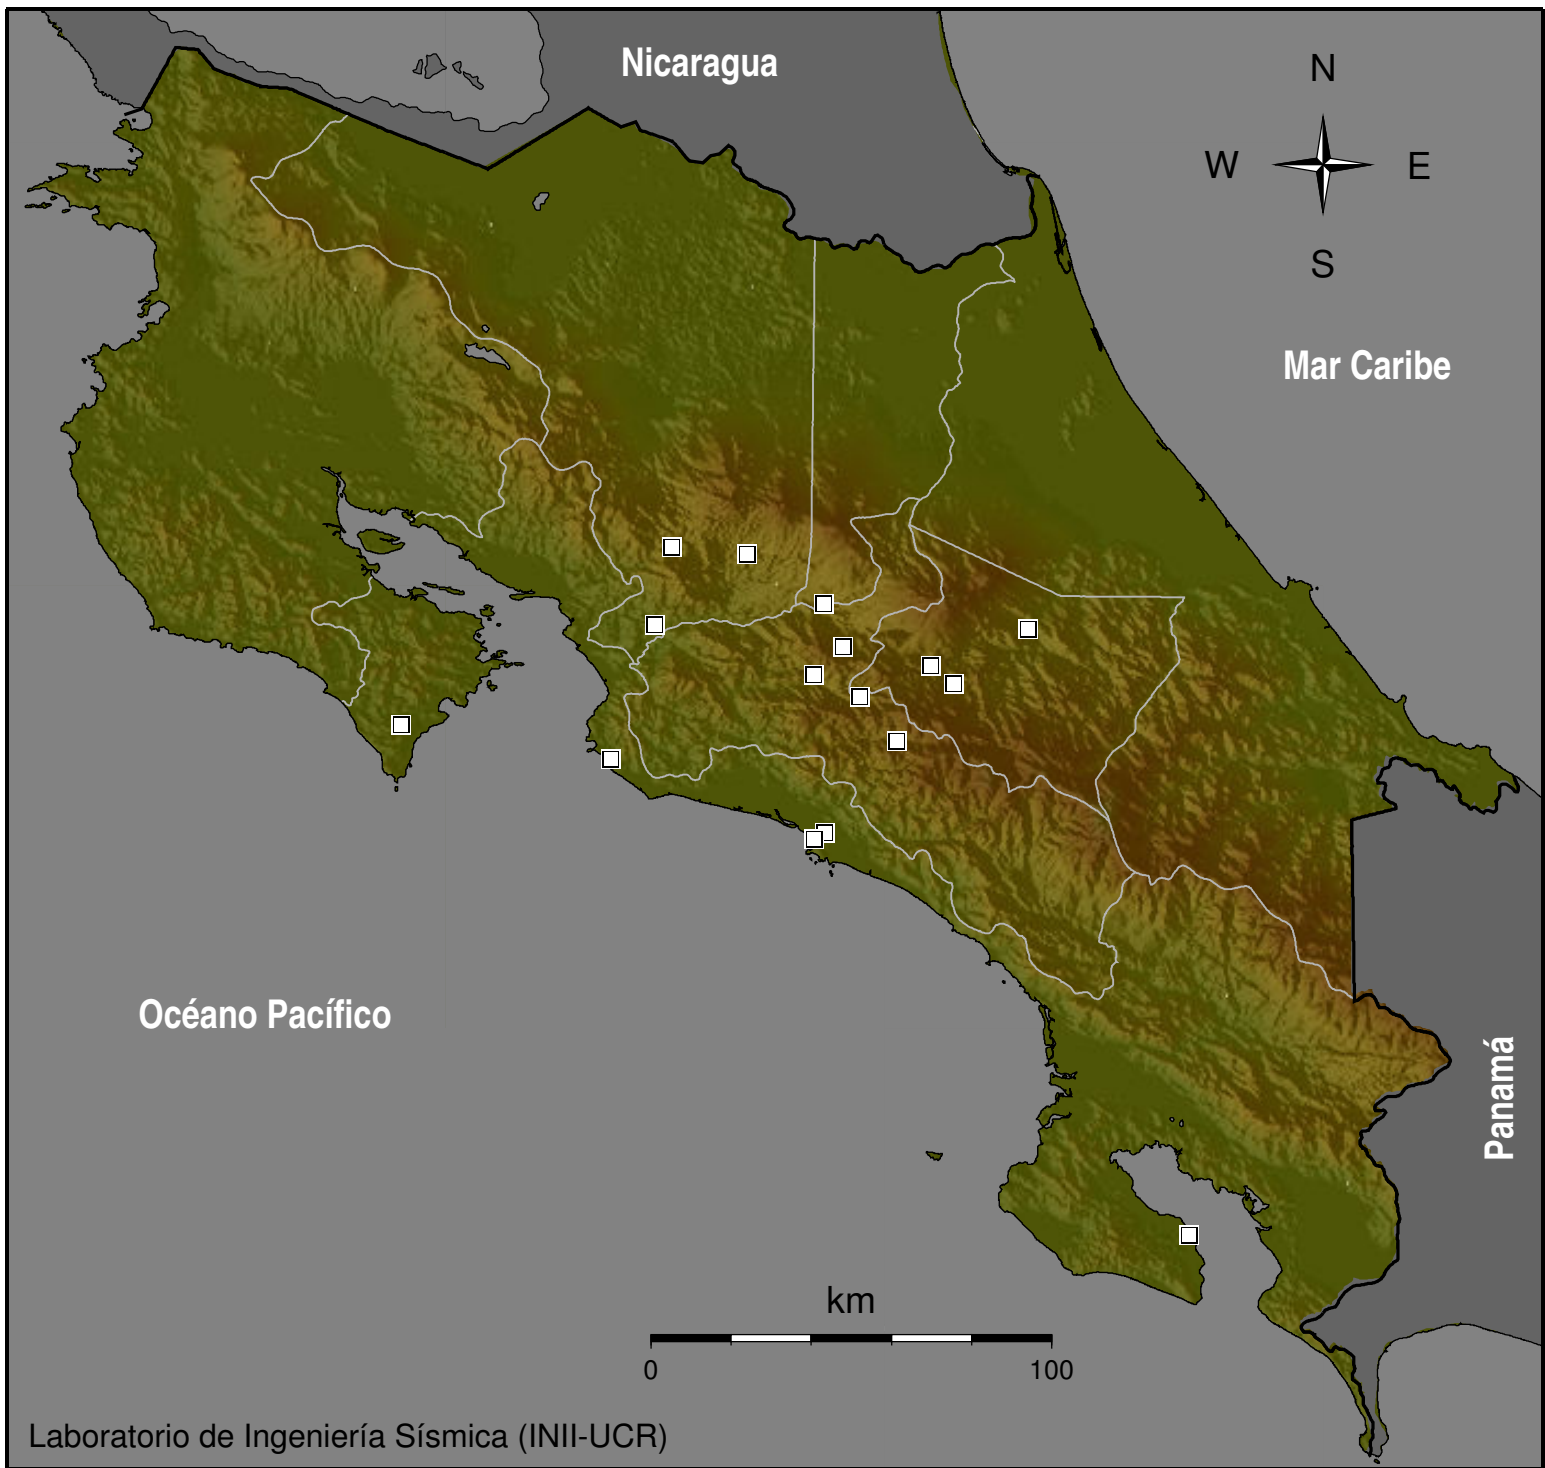 Nicaragua
N
W
E
S
Mar Caribe
Océano Pacífico
Panamá
km
0
100
Laboratorio de Ingeniería Sísmica (INII-UCR)